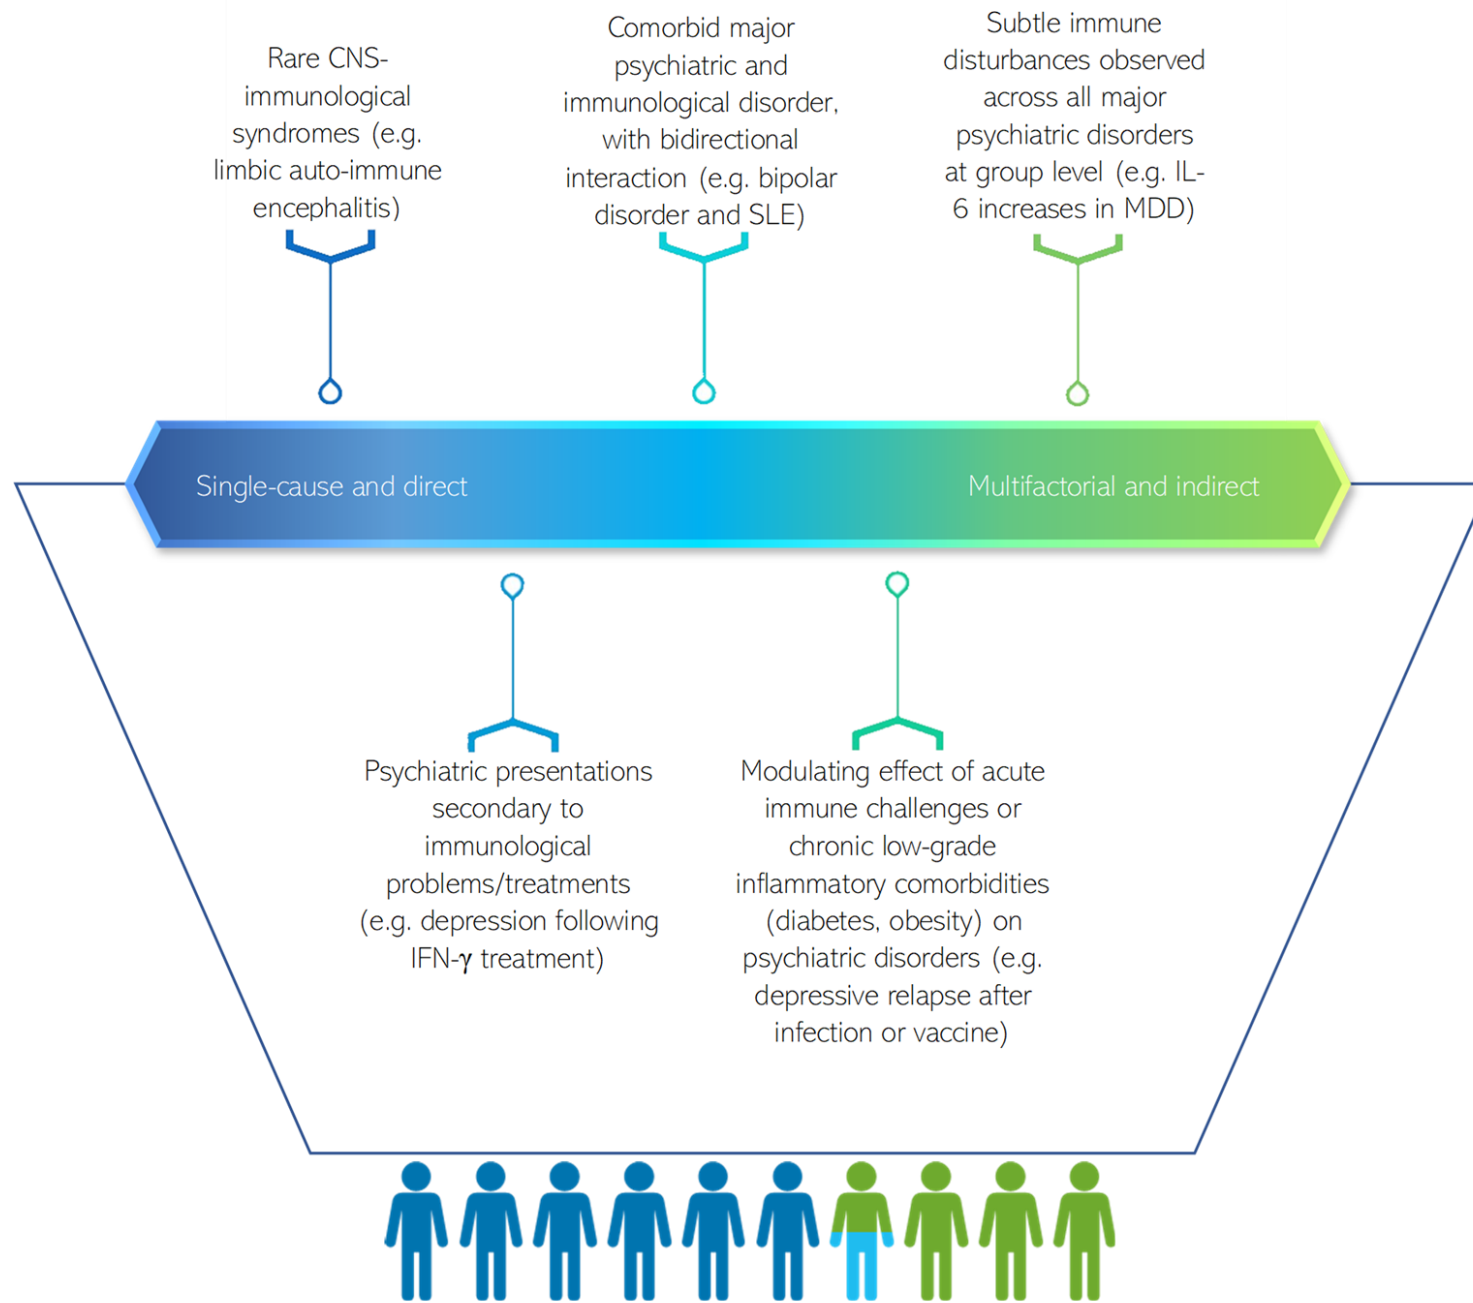 Rare CNS-
immunological
syndromes (e.g.
limbic auto-immune
encephalitis)
Comorbid major
psychiatric and
immunological disorder,
with bidirectional
interaction (e.g. bipolar
disorder and SLE)
Subtle immune
disturbances observed
across all major
psychiatric disorders
at group level (e.g. IL-
6 increases in MDD)
Single-cause and direct
Multifactorial and indirect
Psychiatric presentations
secondary to
immunological
problems/treatments
(e.g. depression following
IFN-γ treatment)
Modulating effect of acute
immune challenges or
chronic low-grade
inflammatory comorbidities
(diabetes, obesity) on
psychiatric disorders (e.g.
depressive relapse after
infection or vaccine)